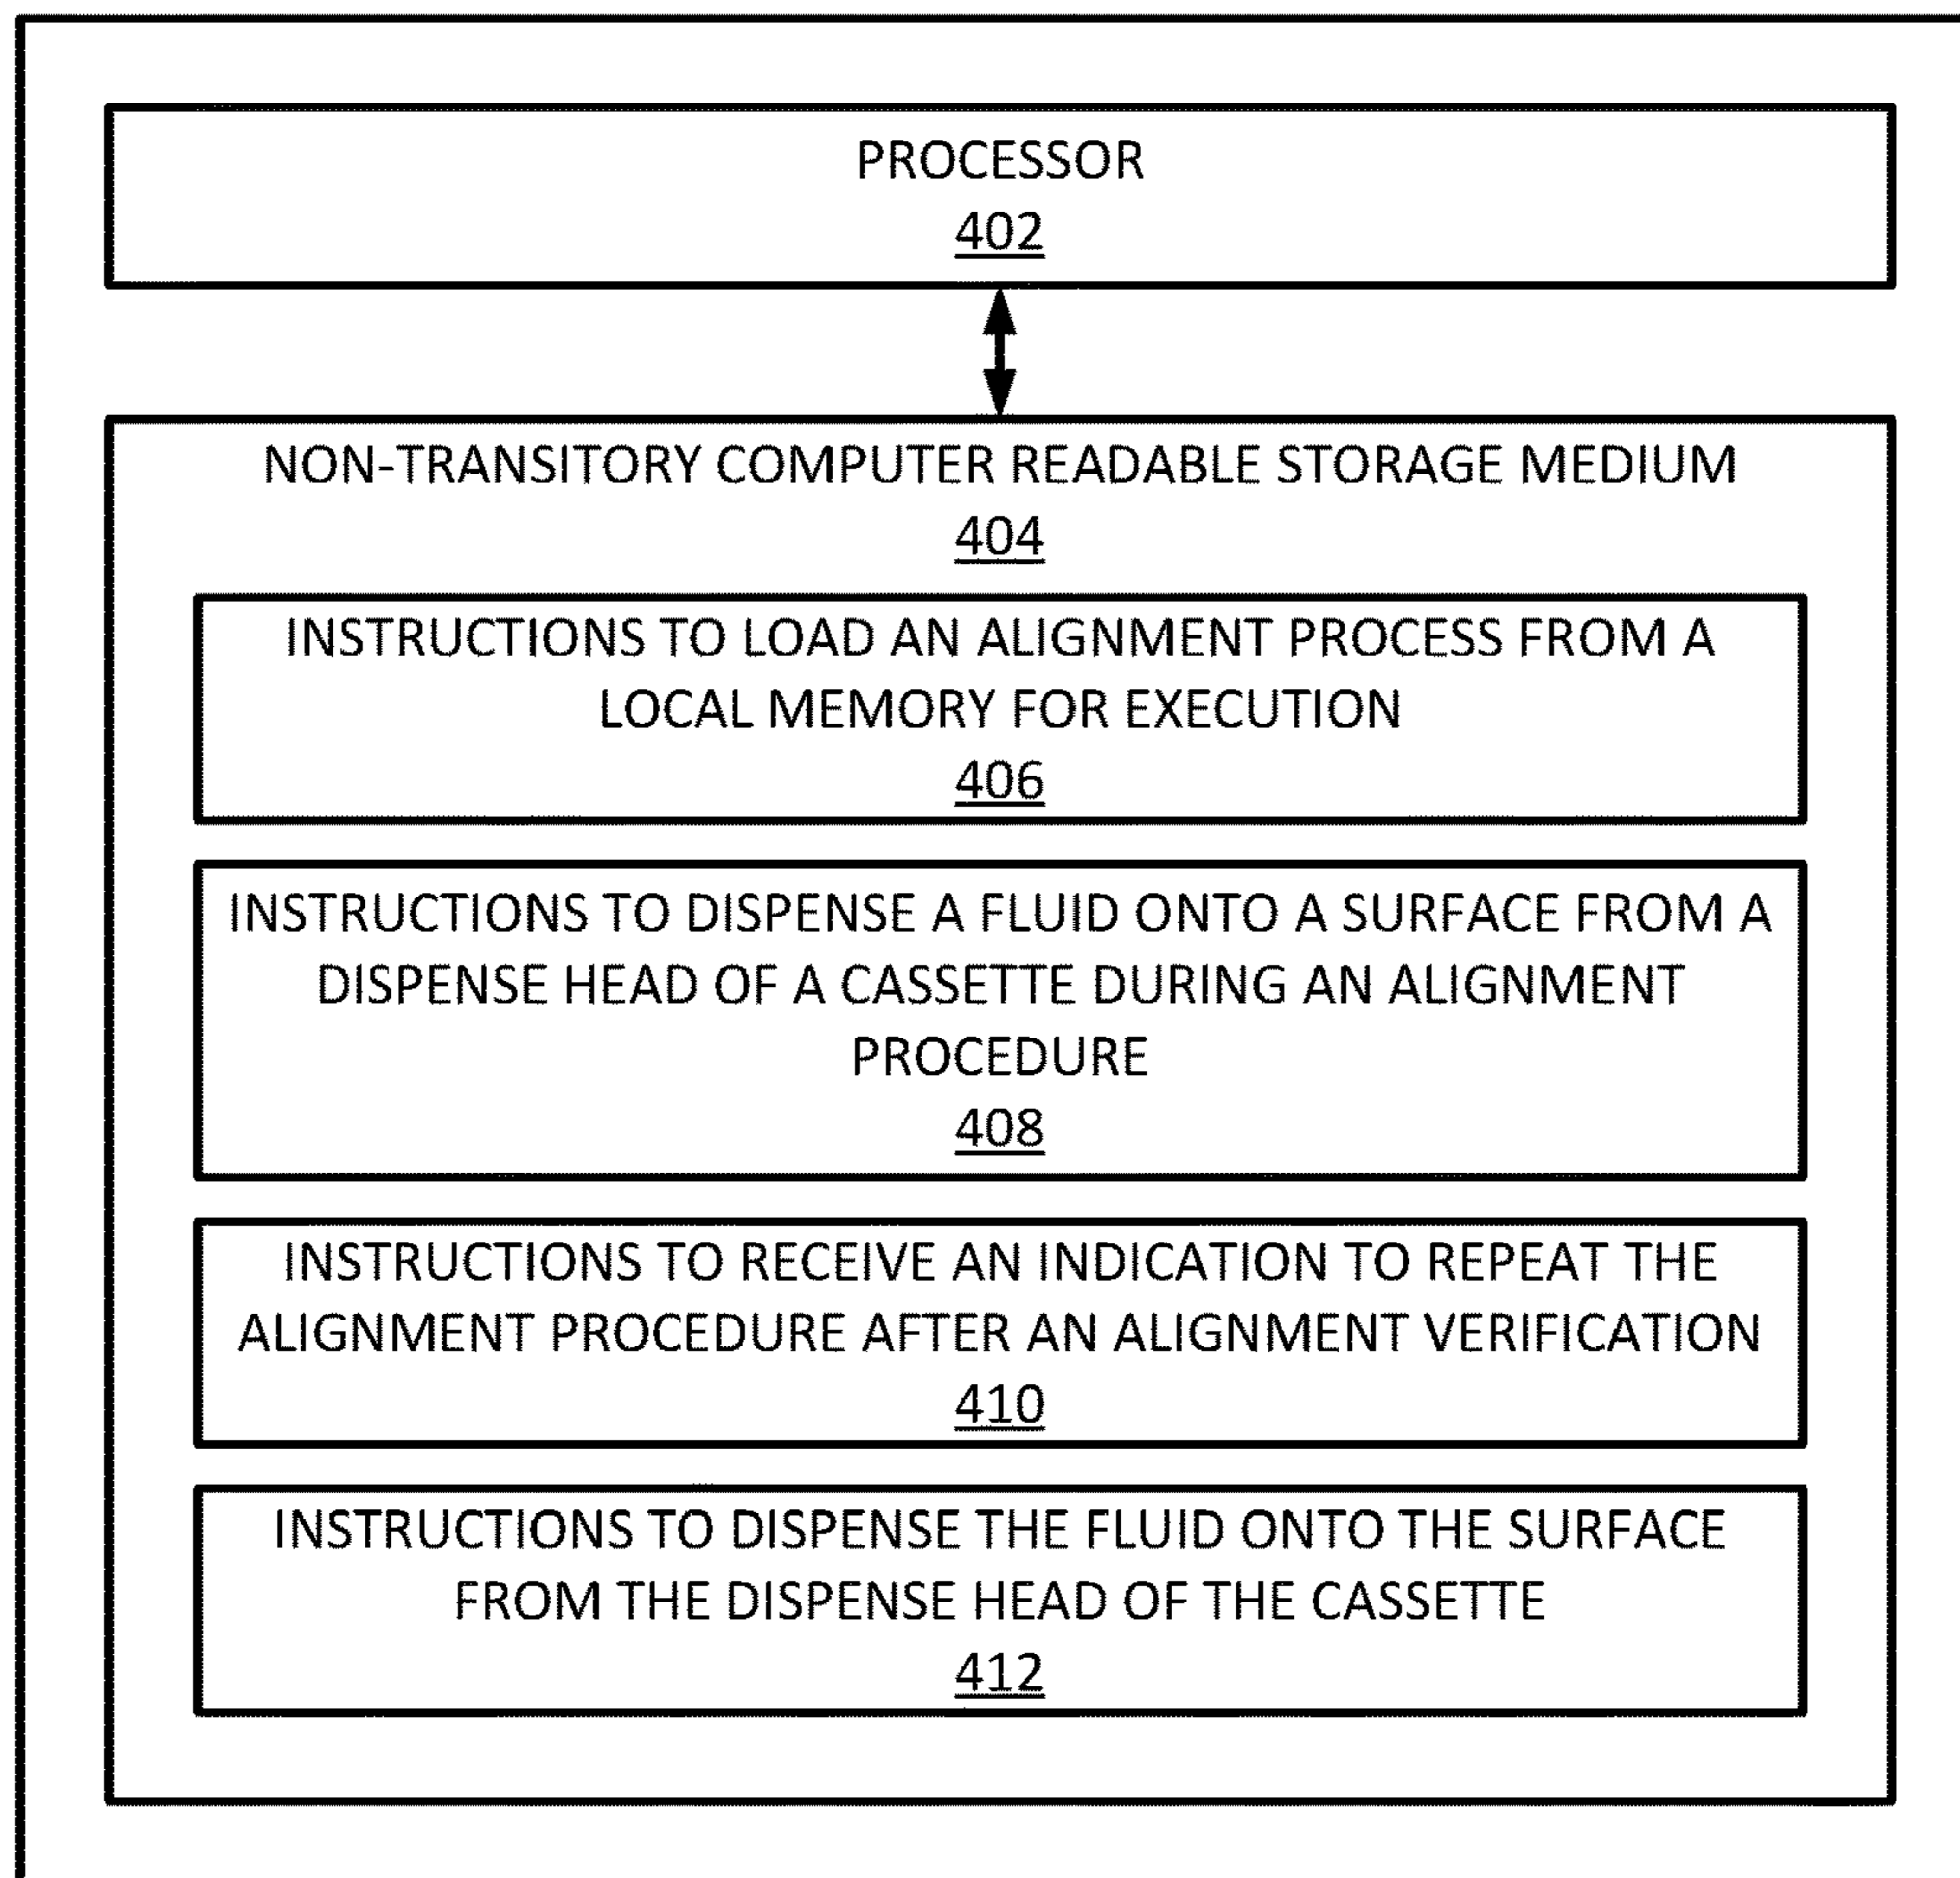 PROCESSOR
402
NON-TRANSITORY COMPUTER READABLE STORAGE MEDIUM
404
INSTRUCTIONS TO LOAD AN ALIGNMENT PROCESS FROM A
LOCAL MEMORY FOR EXECUTION
406
INSTRUCTIONS TO DISPENSE A FLUID ONTO A SURFACE FROM A
DISPENSE HEAD OF A CASSETTE DURING AN ALIGNMENT
PROCEDURE
408
INSTRUCTIONS TO RECEIVE AN INDICATION TO REPEAT THE
ALIGNMENT PROCEDURE AFTER AN ALIGNMENT VERIFICATION
410
INSTRUCTIONS TO DISPENSE THE FLUID ONTO THE SURFACE
FROM THE DISPENSE HEAD OF THE CASSETTE
412